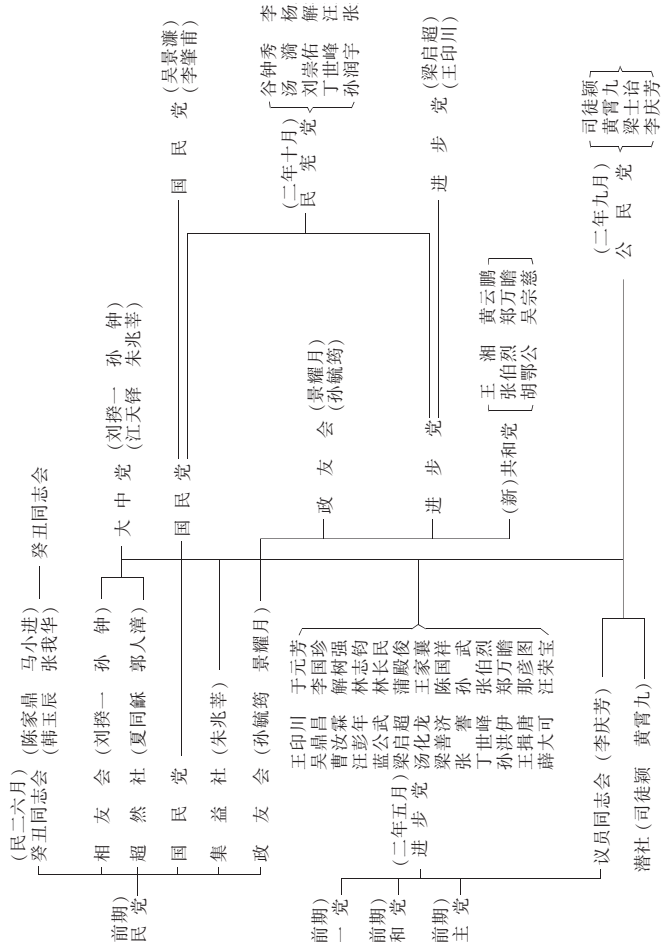 (民二六月)
癸丑同志会
(陈家鼎 马小进)
(韩玉辰 张我华)
癸丑同志会
前期)
民党
相友会
(刘揆一 孙钟)
超然社
(夏同龢 郭人漳)
大中党
(刘揆一 孙钟)
(江天铎 朱兆莘)
国民党
国民党
国民党
(吴景濂)
(李肇甫)
集益社
(朱兆莘)
政友会
(孙毓筠 景耀月)
(二年十月)
民宪党
谷钟秀 李
汤漪 杨
刘崇佑 解
丁世峄 汪
孙润宇 张
政友会
(景耀月)
(孙毓筠)
前期)
一党
前期)
和党
前期)
主党
(二年五月)
进步党
王印川 于元芳
吴鼎昌 李国珍
曹汝霖 解树强
汪彭年 林志钧
蓝公武 林长民
梁启超 蒲殿俊
汤化龙 王家襄
梁善济 陈国祥
张謇 孙武
丁世峄 张伯烈
孙洪伊 郑万瞻
王揖唐 那彦图
薜大可 汪荣宝
进步党
进步党
(梁启超)
(王印川)
(新)共和党
王湘 黄云鹏
张伯烈 郑万瞻
胡鄂公 吴宗慈
议员同志会
(李庆芳)
潜社
(司徒颖 黄霄九)
(二年九月)
公民党
司徒颖
黄霄九
梁士诒
李庆芳